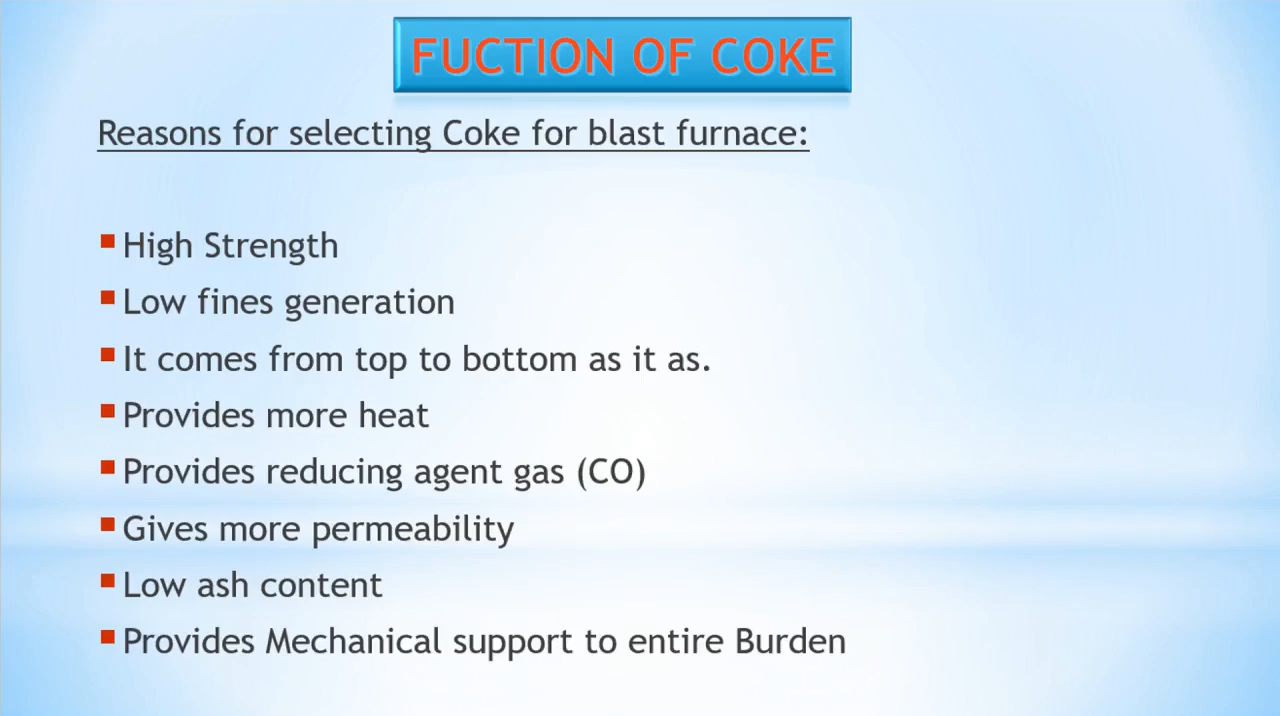 FUCTION OF COKE
Reasons for selecting Coke for blast furnace:
▪High Strength
▪Low fines generation
▪It comes from top to bottom as it as.
▪Provides more heat
▪Provides reducing agent gas (CO)
▪Gives more permeability
▪Low ash content
▪Provides Mechanical support to entire Burden